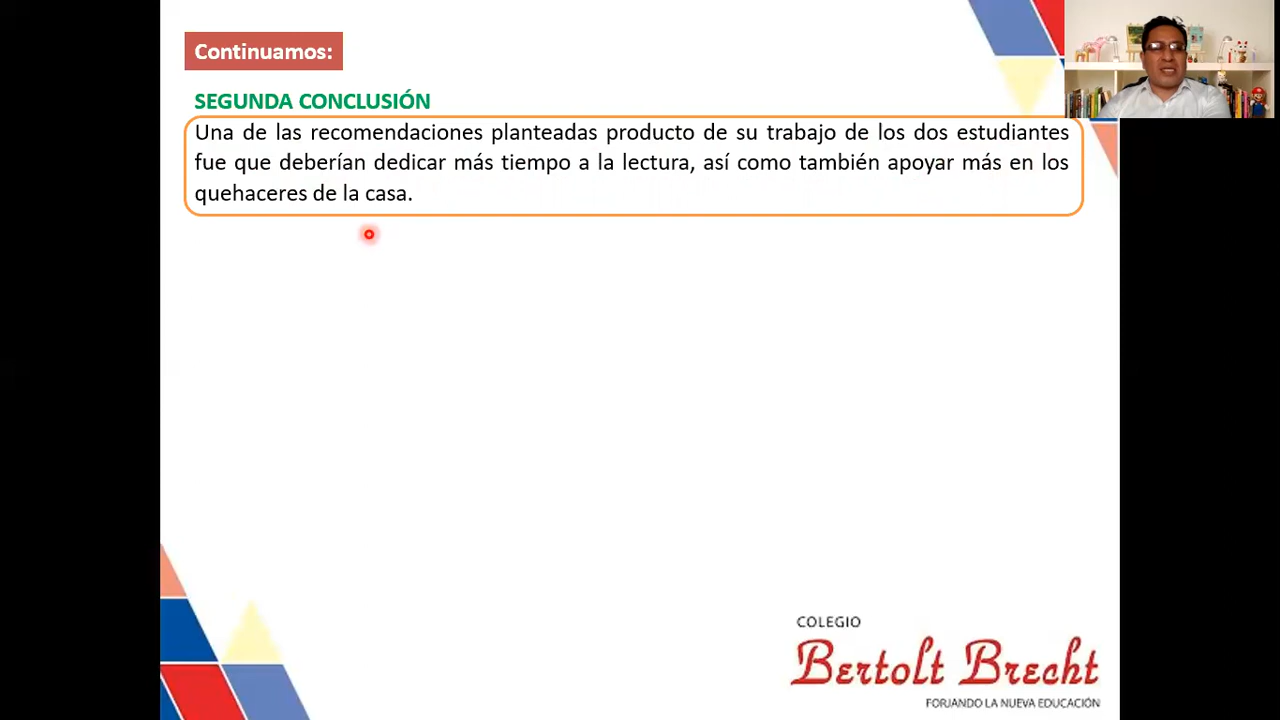 Continuamos:
SEGUNDA CONCLUSIÓN
Una de las recomendaciones planteadas producto de su trabajo de los dos estudiantes
fue que deberían dedicar más tiempo a la lectura, así como también apoyar más en los
quehaceres de la casa.
COLEGIO
Bertolt Brecht
FORJANDO LA NUEVA EDUCACIÓN